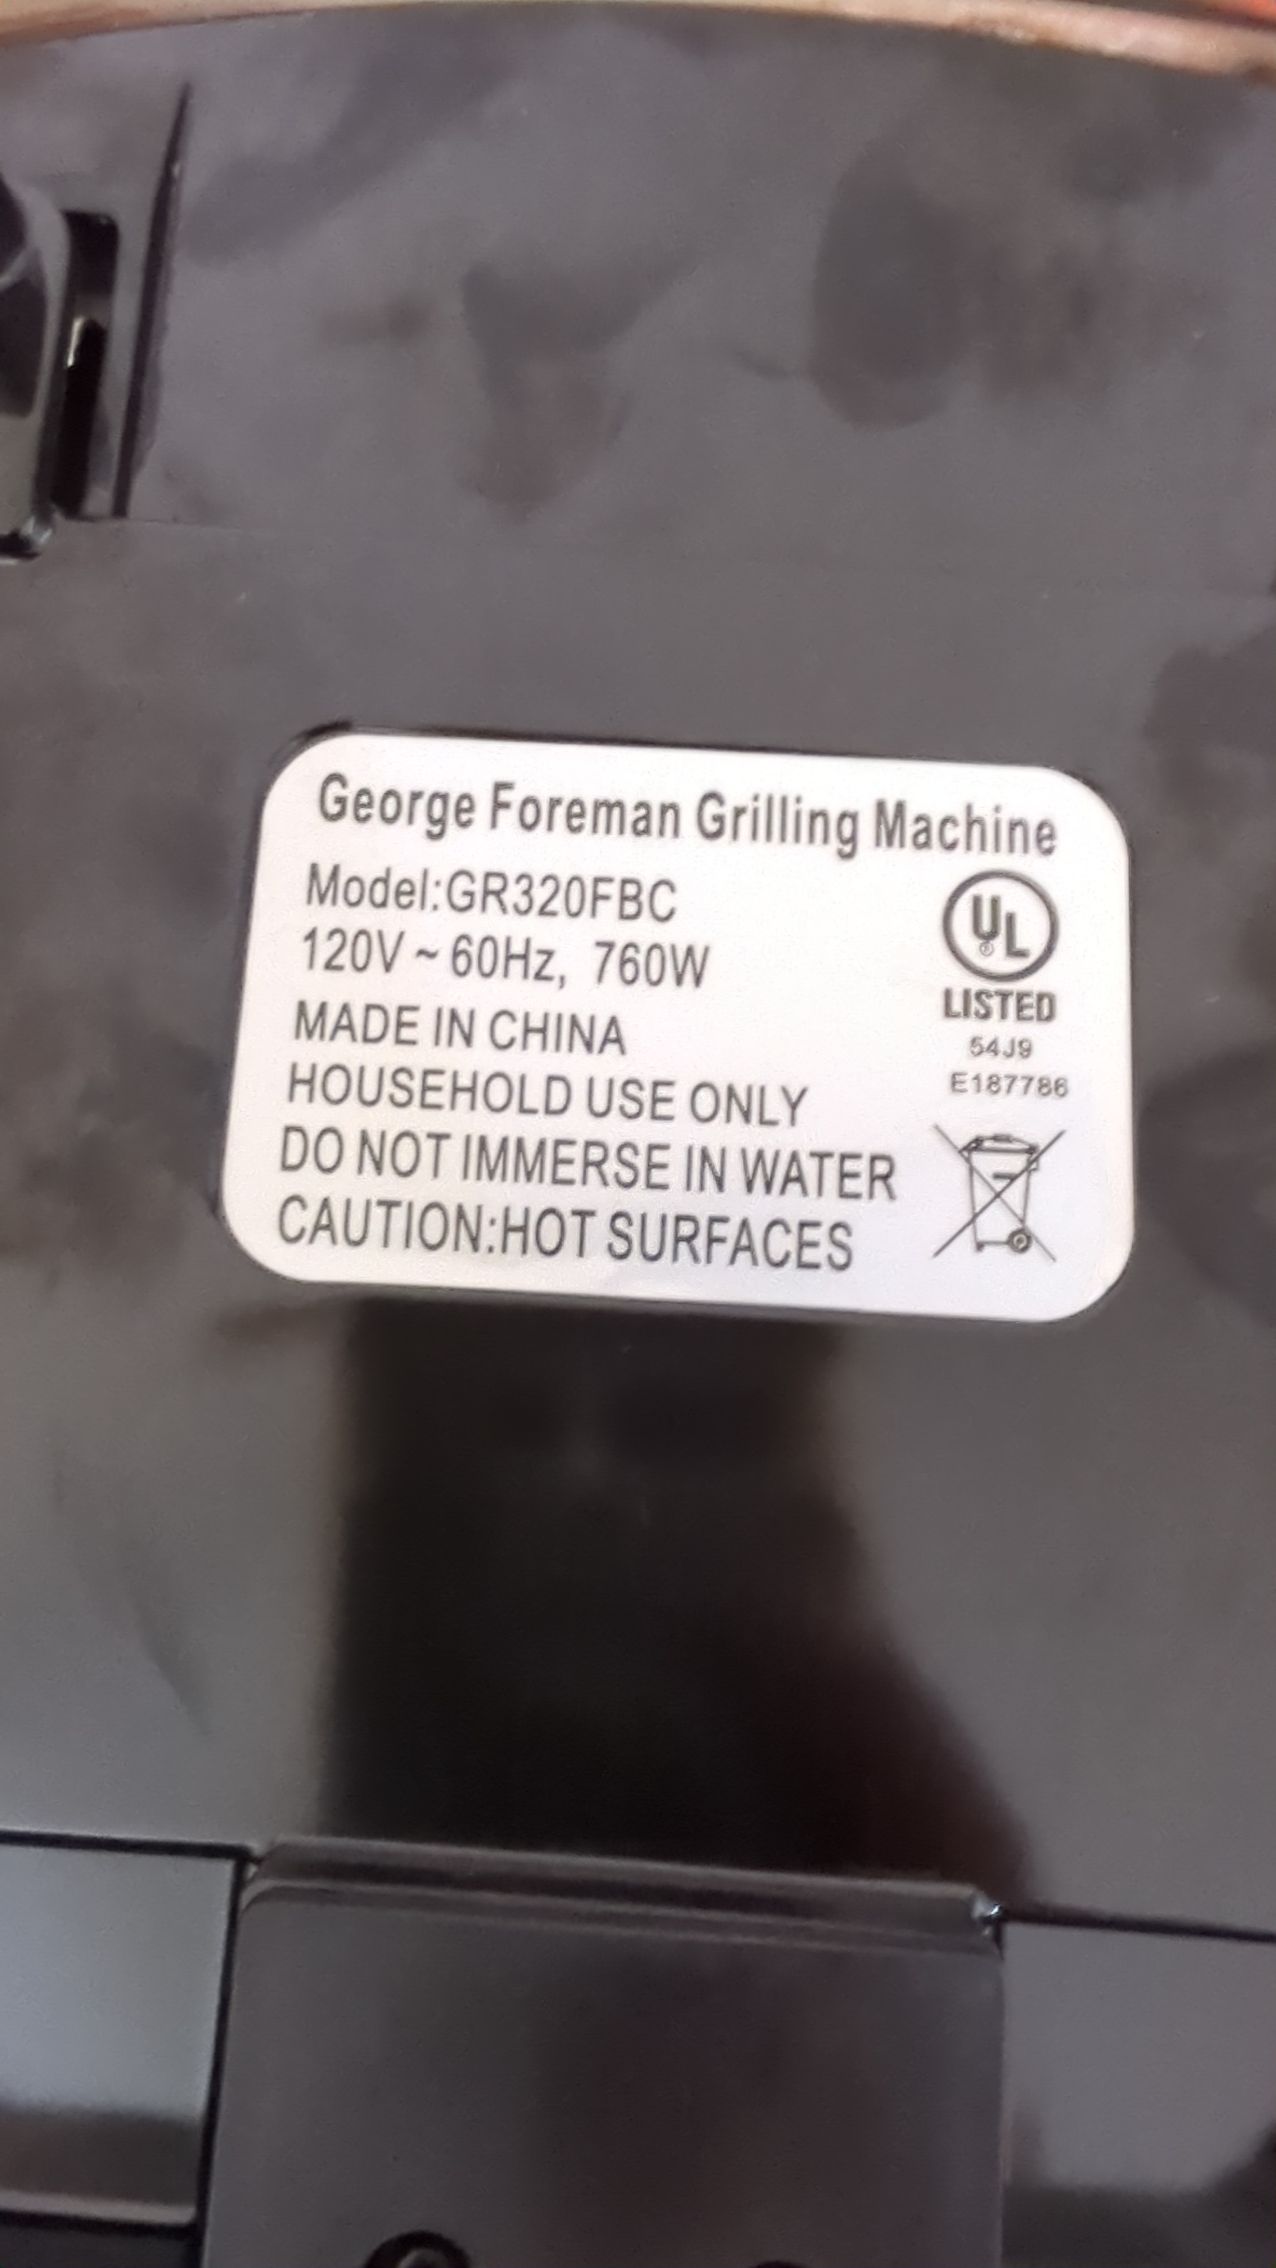 George Foreman Grilling Machine
Model:GR320FBC
120V ~ 60Hz, 760W
MADE IN CHINA
HOUSEHOLD USE ONLY
DO NOT IMMERSE IN WATER
CAUTION:HOT SURFACES
UL
®
LISTED
54J9
E187786